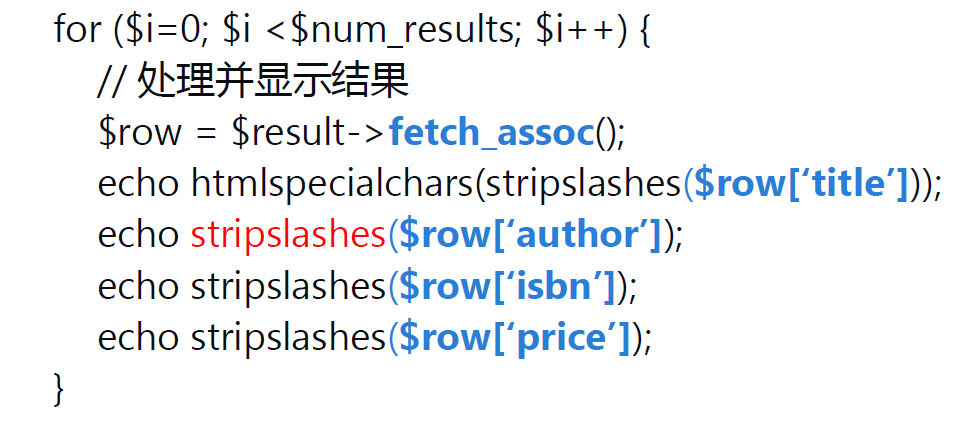 for ($i=0; $i <$num_results; $i++) {
// 处理并显示结果
$row = $result->fetch_assoc();
echo htmlspecialchars(stripslashes($row[‘title’]));
echo stripslashes($row[‘author’]);
echo stripslashes($row[‘isbn’]);
echo stripslashes($row[‘price’]);
}